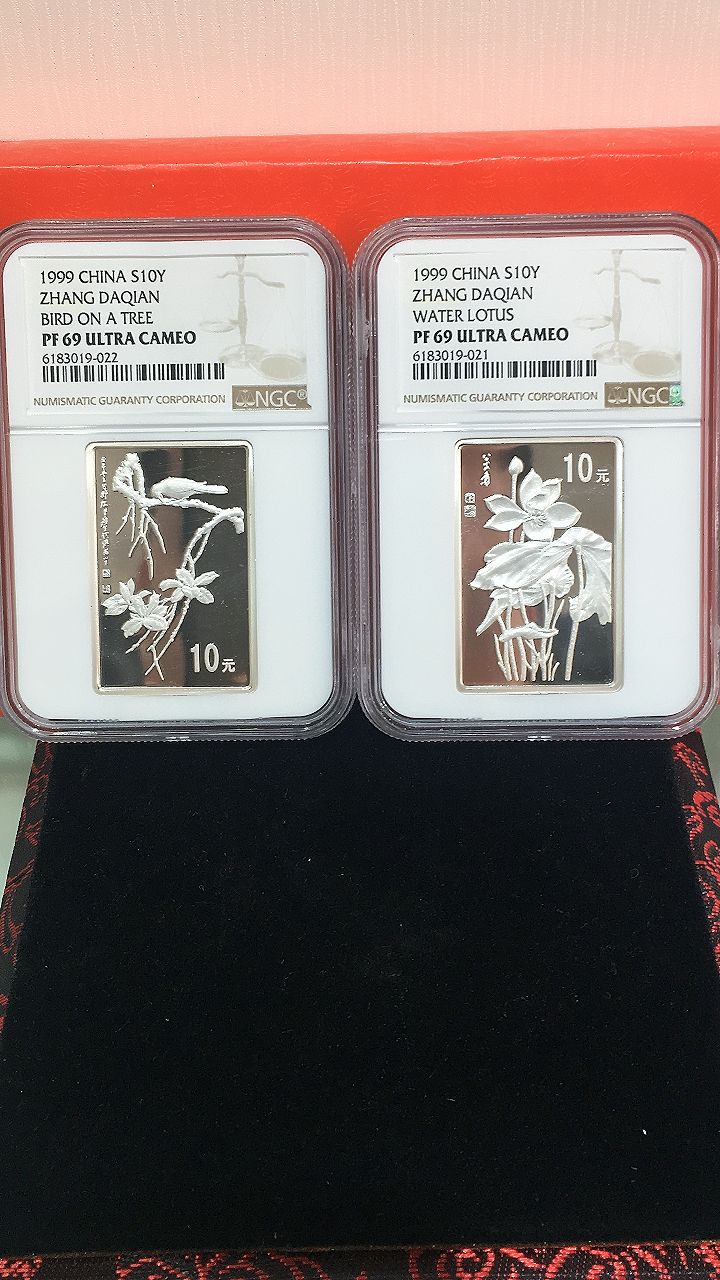 1999 CHINA S10Y
ZHANG DAQIAN
BIRD ON A TREE
PF 69 ULTRA CAMEO
6183019-022
NUMISMATIC GUARANTY CORPORATION NGC®
10元
1999 CHINA S10Y
ZHANG DAQIAN
WATER LOTUS
PF 69 ULTRA CAMEO
6183019-021
NUMISMATIC GUARANTY CORPORATION NGC
10元